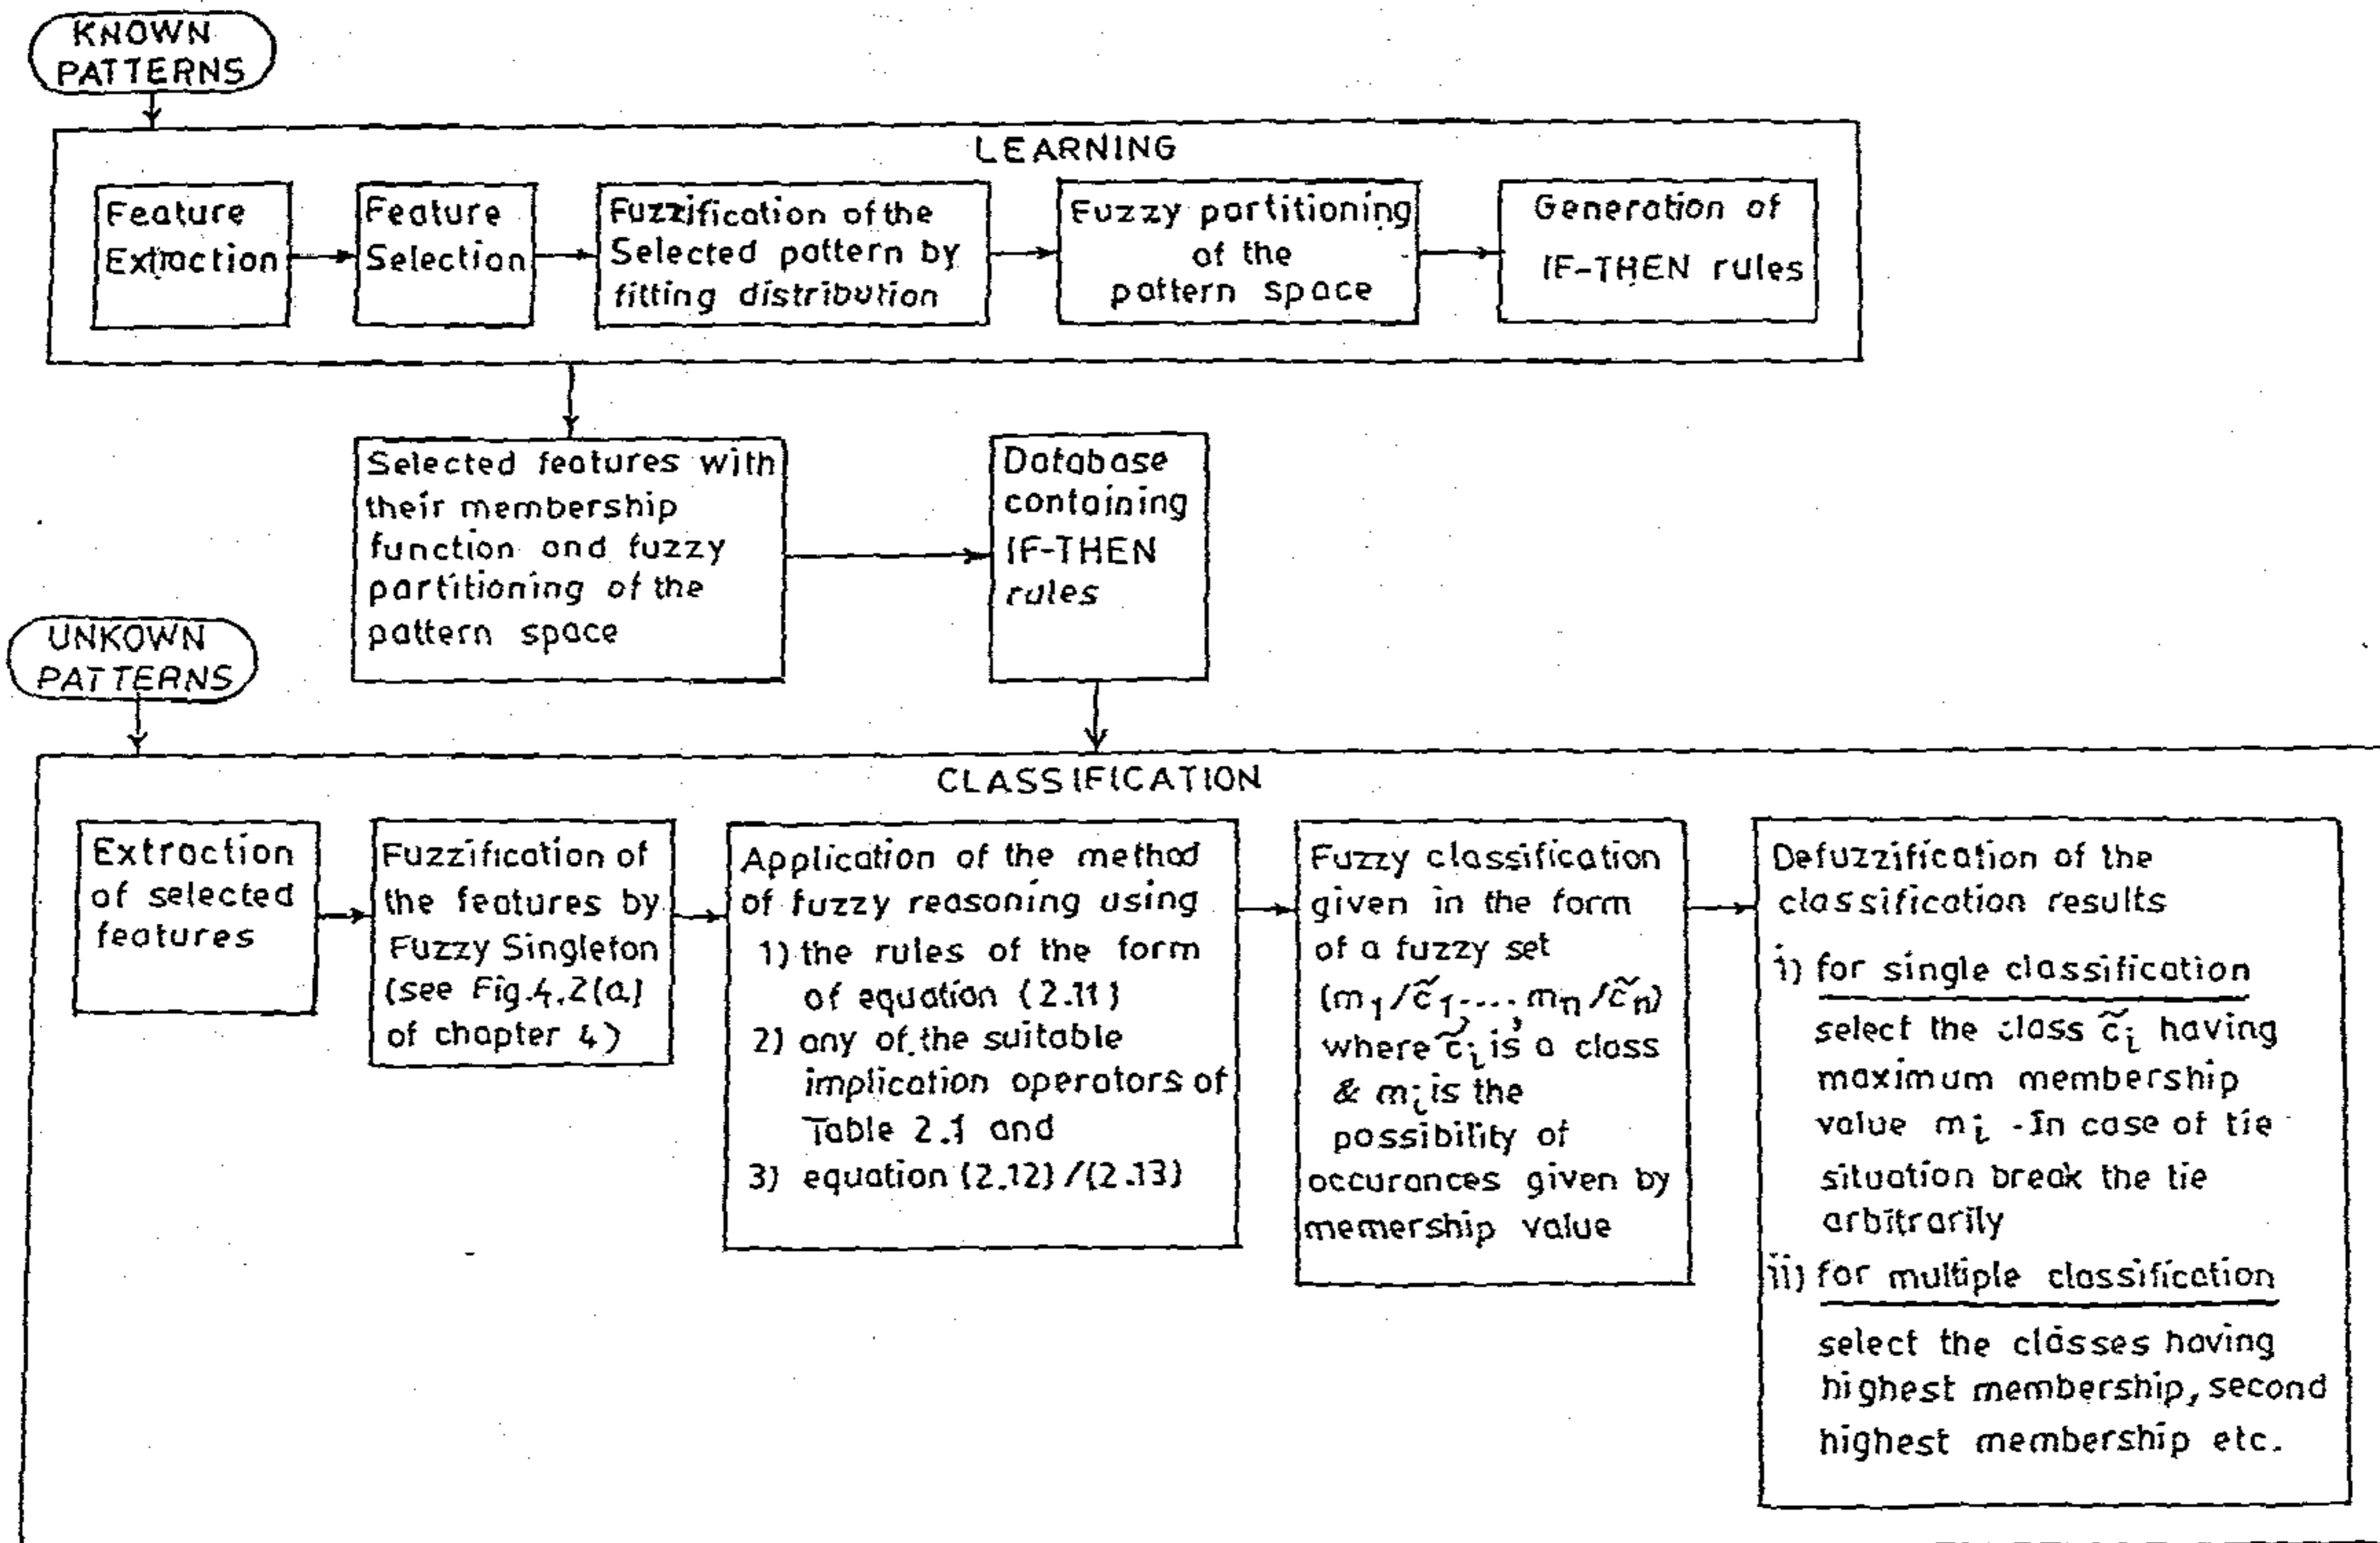 KNOWN
PATTERNS
LEARNING
Feature
Extraction
Feature
Selection
Fuzzification of the
Selected pattern by
fitting distribution
Fuzzy partitioning
of the
pattern space
Generation of
IF-THEN rules
Selected features with
their membership
function and fuzzy
partitioning of the
pattern space
Database
containing
IF-THEN
rules
UNKOWN
PATTERNS
CLASSIFICATION
Extraction
of selected
features
Fuzzification of
the features by
Fuzzy Singleton
(see Fig.4.2(a)
of chapter 4)
Application of the method
of fuzzy reasoning using
1) the rules of the form
of equation (2.11)
2) any of the suitable
implication operators of
Table 2.1 and
3) equation (2.12)/(2.13)
Fuzzy classification
given in the form
of a fuzzy set
(m₁/c̃₁,...,mₙ/c̃ₙ)
where c̃ᵢ is a class
& mᵢ is the
possibility of
occurances given by
memership value
Defuzzification of the
classification results
i) for single classification
select the class c̃ᵢ having
maximum membership
value mᵢ . In case of tie
situation break the tie
arbitrarily
ii) for multiple classification
select the classes having
highest membership, second
highest membership etc.